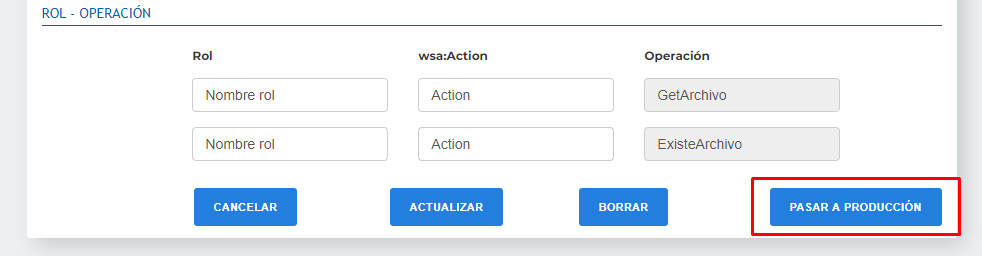 ROL - OPERACIÓN
Rol wsa:Action Operación
Nombre rol Action GetArchivo
Nombre rol Action ExisteArchivo
CANCELAR ACTUALIZAR BORRAR PASAR A PRODUCCIÓN